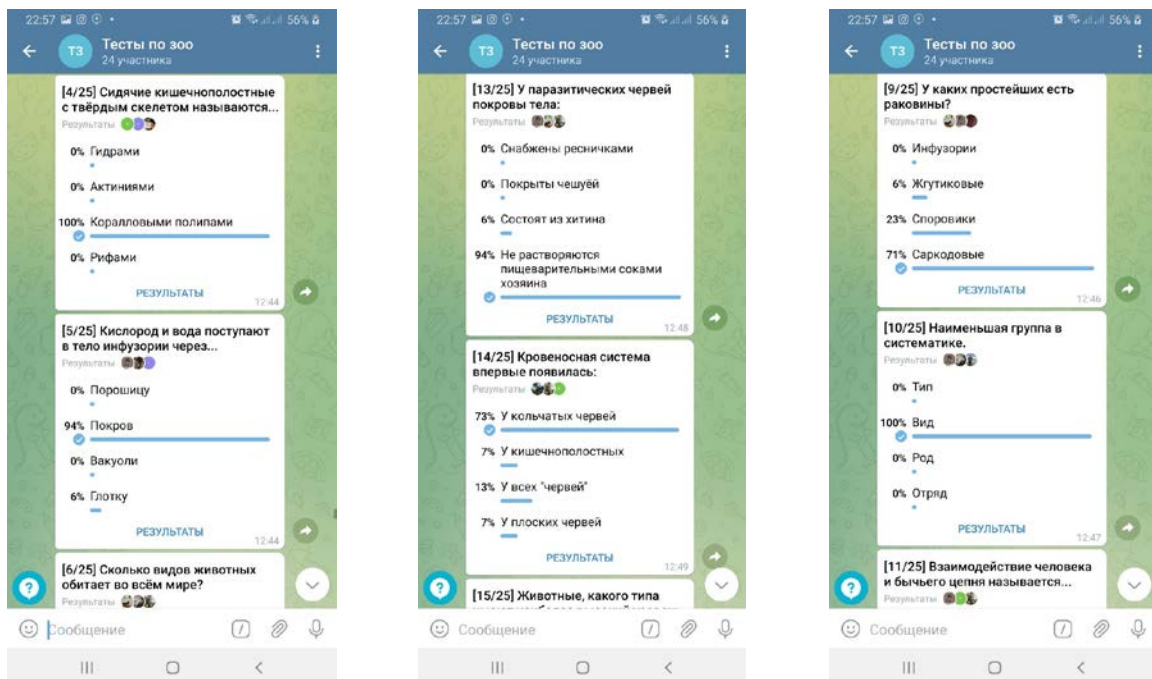 22:57
56%
ТЗ
Тесты по зоо
24 участника
[4/25] Сидячие кишечнополостные
с твёрдым скелетом называются...
Результаты
0% Гидрами
0% Актиниями
100% Коралловыми полипами
0% Рифами
РЕЗУЛЬТАТЫ
12:44
[5/25] Кислород и вода поступают
в тело инфузории через...
Результаты
0% Порошицу
94% Покров
0% Вакуоли
6% Глотку
РЕЗУЛЬТАТЫ
12:44
[6/25] Сколько видов животных
обитает во всём мире?
Результаты
Сообщение
22:57
56%
ТЗ
Тесты по зоо
24 участника
[13/25] У паразитических червей
покровы тела:
Результаты
0% Снабжены ресничками
0% Покрыты чешуёй
6% Состоят из хитина
94% Не растворяются
пищеварительными соками
хозяина
РЕЗУЛЬТАТЫ
12:48
[14/25] Кровеносная система
впервые появилась:
Результаты
73% У кольчатых червей
7% У кишечнополостных
13% У всех "червей"
7% У плоских червей
РЕЗУЛЬТАТЫ
12:49
[15/25] Животные, какого типа
Сообщение
22:57
56%
ТЗ
Тесты по зоо
24 участника
[9/25] У каких простейших есть
раковины?
Результаты
0% Инфузории
6% Жгутиковые
23% Споровики
71% Саркодовые
РЕЗУЛЬТАТЫ
12:46
[10/25] Наименьшая группа в
систематике.
Результаты
0% Тип
100% Вид
0% Род
0% Отряд
РЕЗУЛЬТАТЫ
12:47
[11/25] Взаимодействие человека
и бычьего цепня называется...
Результаты
Сообщение